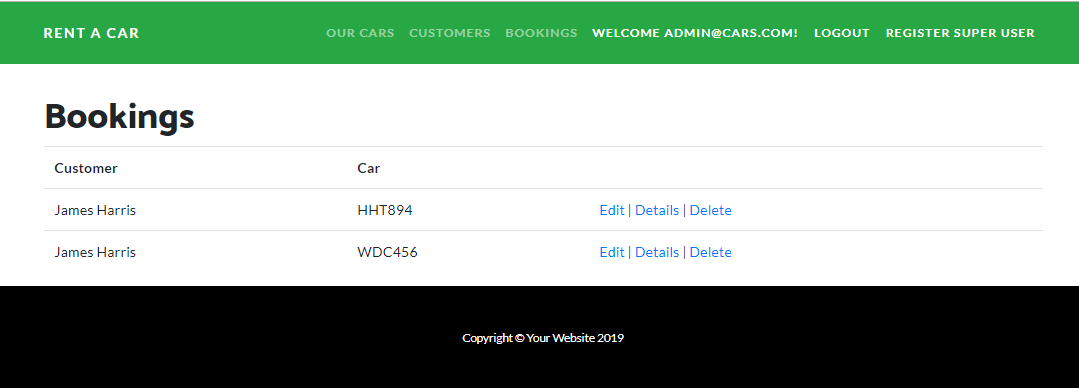 RENT A CAR OUR CARS CUSTOMERS BOOKINGS WELCOME ADMIN@CARS.COM! LOGOUT REGISTER SUPER USER
Bookings
Customer Car
James Harris HHT894 Edit | Details | Delete
James Harris WDC456 Edit | Details | Delete
Copyright © Your Website 2019